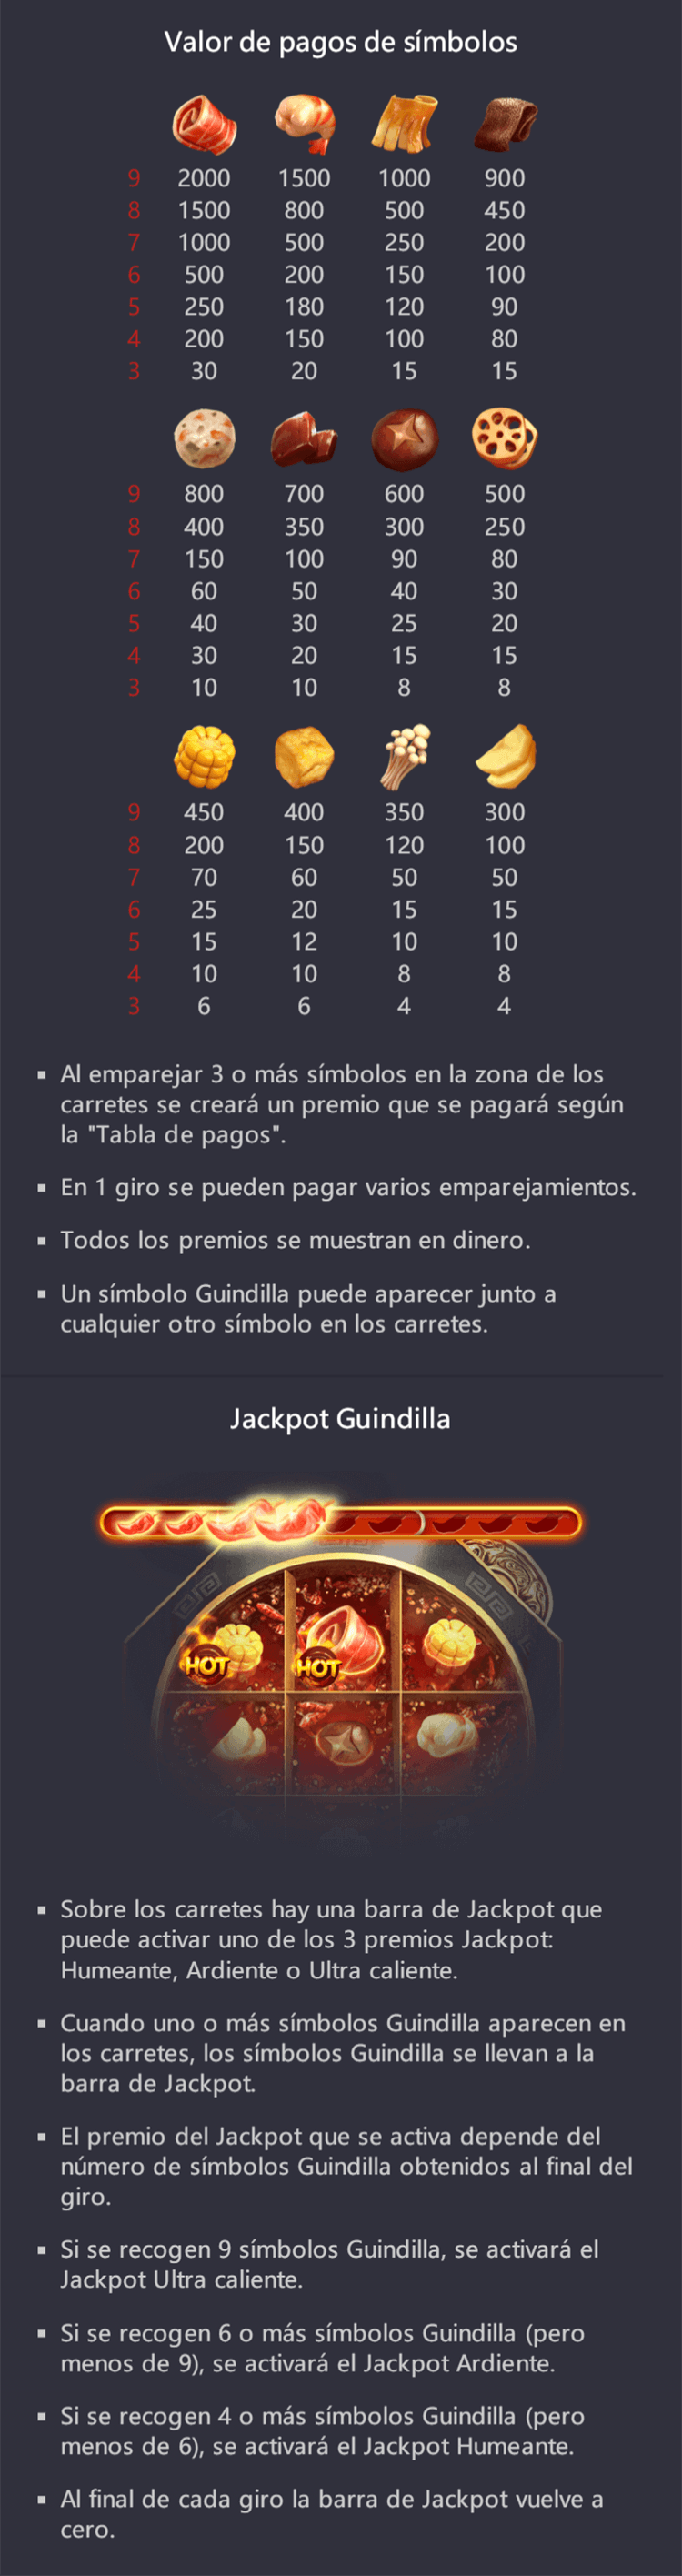 Valor de pagos de símbolos
9 2000 1500 1000 900
8 1500 800 500 450
7 1000 500 250 200
6 500 200 150 100
5 250 180 120 90
4 200 150 100 80
3 30 20 15 15
9 800 700 600 500
8 400 350 300 250
7 150 100 90 80
6 60 50 40 30
5 40 30 25 20
4 30 20 15 15
3 10 10 8 8
9 450 400 350 300
8 200 150 120 100
7 70 60 50 50
6 25 20 15 15
5 15 12 10 10
4 10 10 8 8
3 6 6 4 4
▪ Al emparejar 3 o más símbolos en la zona de los
carretes se creará un premio que se pagará según
la "Tabla de pagos".
▪ En 1 giro se pueden pagar varios emparejamientos.
▪ Todos los premios se muestran en dinero.
▪ Un símbolo Guindilla puede aparecer junto a
cualquier otro símbolo en los carretes.
Jackpot Guindilla
HOT HOT
▪ Sobre los carretes hay una barra de Jackpot que
puede activar uno de los 3 premios Jackpot:
Humeante, Ardiente o Ultra caliente.
▪ Cuando uno o más símbolos Guindilla aparecen en
los carretes, los símbolos Guindilla se llevan a la
barra de Jackpot.
▪ El premio del Jackpot que se activa depende del
número de símbolos Guindilla obtenidos al final del
giro.
▪ Si se recogen 9 símbolos Guindilla, se activará el
Jackpot Ultra caliente.
▪ Si se recogen 6 o más símbolos Guindilla (pero
menos de 9), se activará el Jackpot Ardiente.
▪ Si se recogen 4 o más símbolos Guindilla (pero
menos de 6), se activará el Jackpot Humeante.
▪ Al final de cada giro la barra de Jackpot vuelve a
cero.